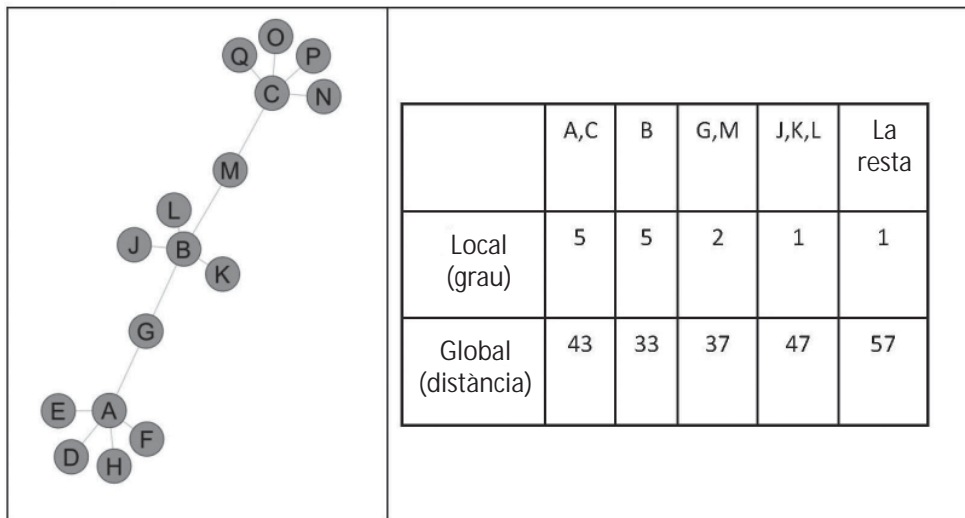 O
Q
P
C
N
M
L
J
B
K
G
E
A
F
D
H
A,C B G,M J,K,L La
resta
Local
(grau) 5 5 2 1 1
Global
(distància) 43 33 37 47 57